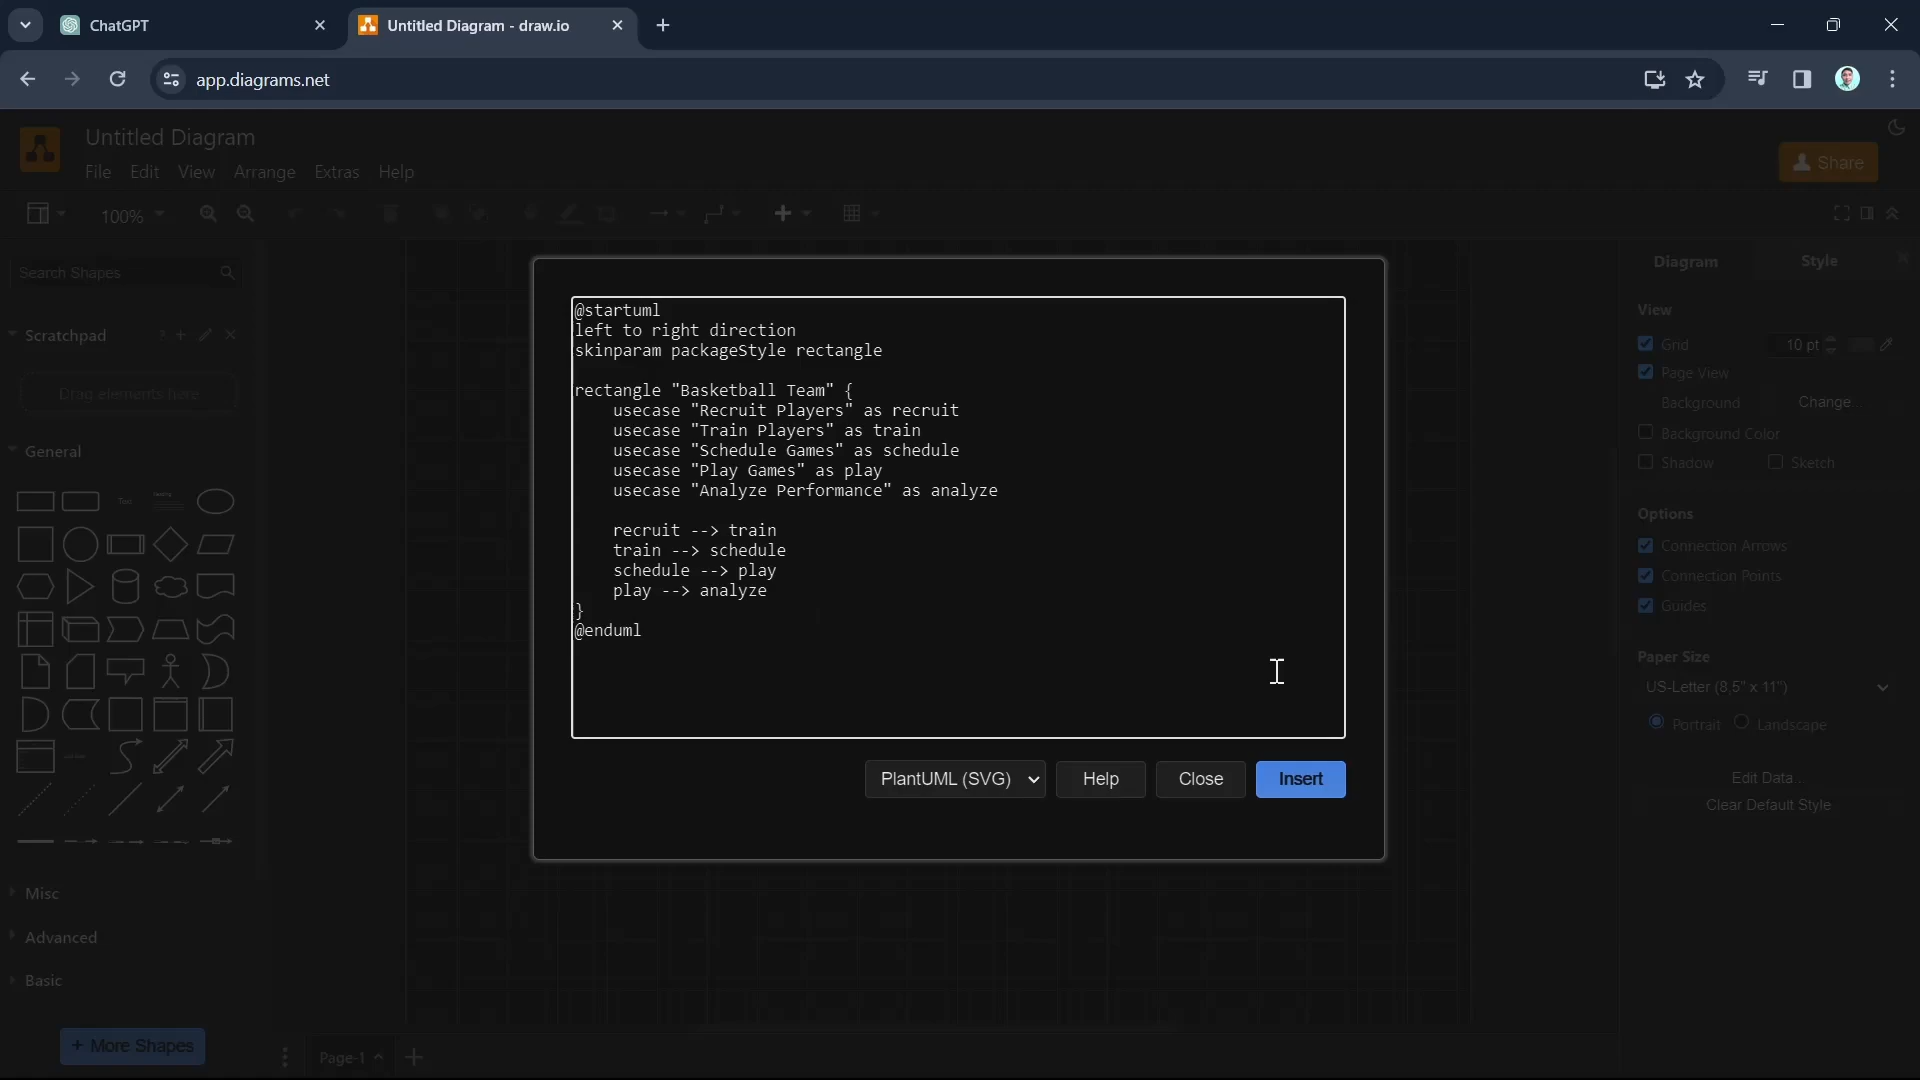 ChatGPT
Untitled Diagram - draw.io
app.diagrams.net
Untitled Diagram
File Edit View Arrange Extras Help
Share
100%
Search Shapes
Scratchpad
Drag elements here
General
Text
Misc
Advanced
Basic
+ More Shapes
@startuml
left to right direction
skinparam packageStyle rectangle
rectangle "Basketball Team" {
usecase "Recruit Players" as recruit
usecase "Train Players" as train
usecase "Schedule Games" as schedule
usecase "Play Games" as play
usecase "Analyze Performance" as analyze
recruit --> train
train --> schedule
schedule --> play
play --> analyze
}
@enduml
PlantUML (SVG)
Help
Close
Insert
Page-1
Diagram
Style
View
Grid
10 pt
Page View
Background
Change...
Background Color
Shadow
Sketch
Options
Connection Arrows
Connection Points
Guides
Paper Size
US-Letter (8,5" x 11")
Portrait
Landscape
Edit Data...
Clear Default Style